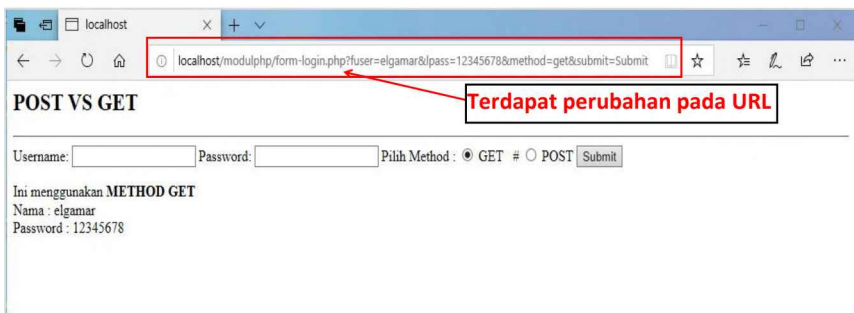 localhost
localhost/modulphp/form-login.php?fuser=elgamar&lpass=12345678&method=get&submit=Submit
POST VS GET
Terdapat perubahan pada URL
Username: Password: Pilih Method : GET # POST Submit
Ini menggunakan METHOD GET
Nama : elgamar
Password : 12345678